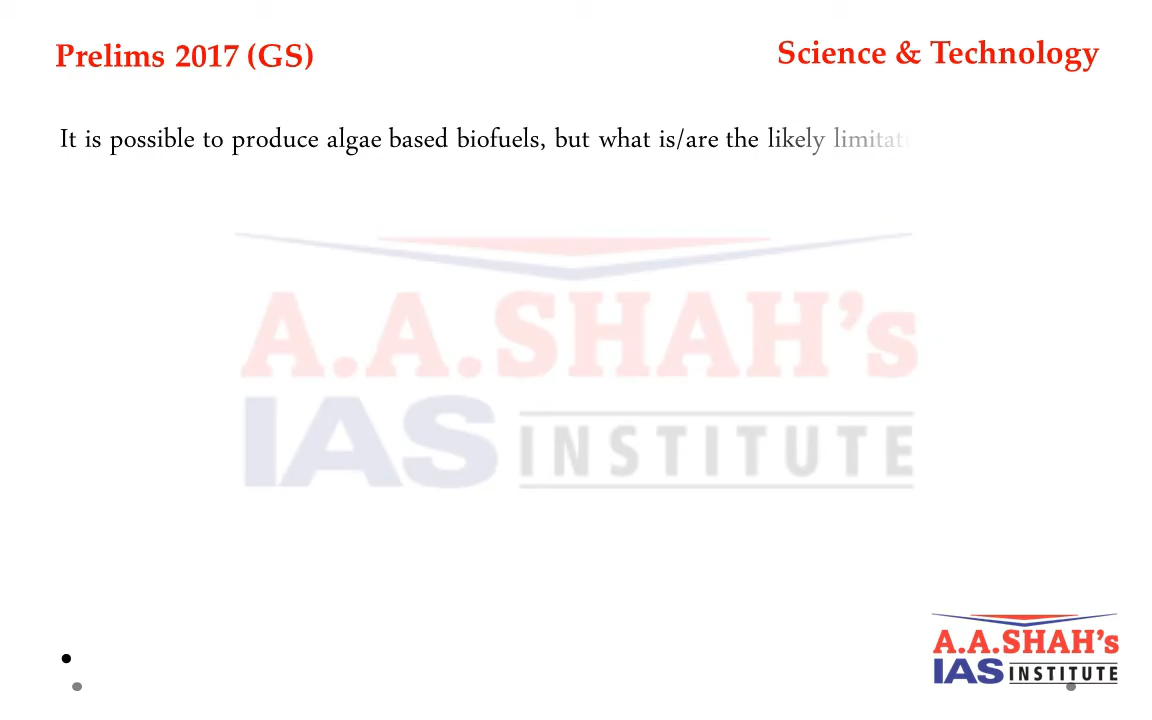 Prelims 2017 (GS)
Science & Technology
It is possible to produce algae based biofuels, but what is/are the likely
A.A.SHAH's
IAS INSTITUTE
A.A.SHAH's
IAS INSTITUTE